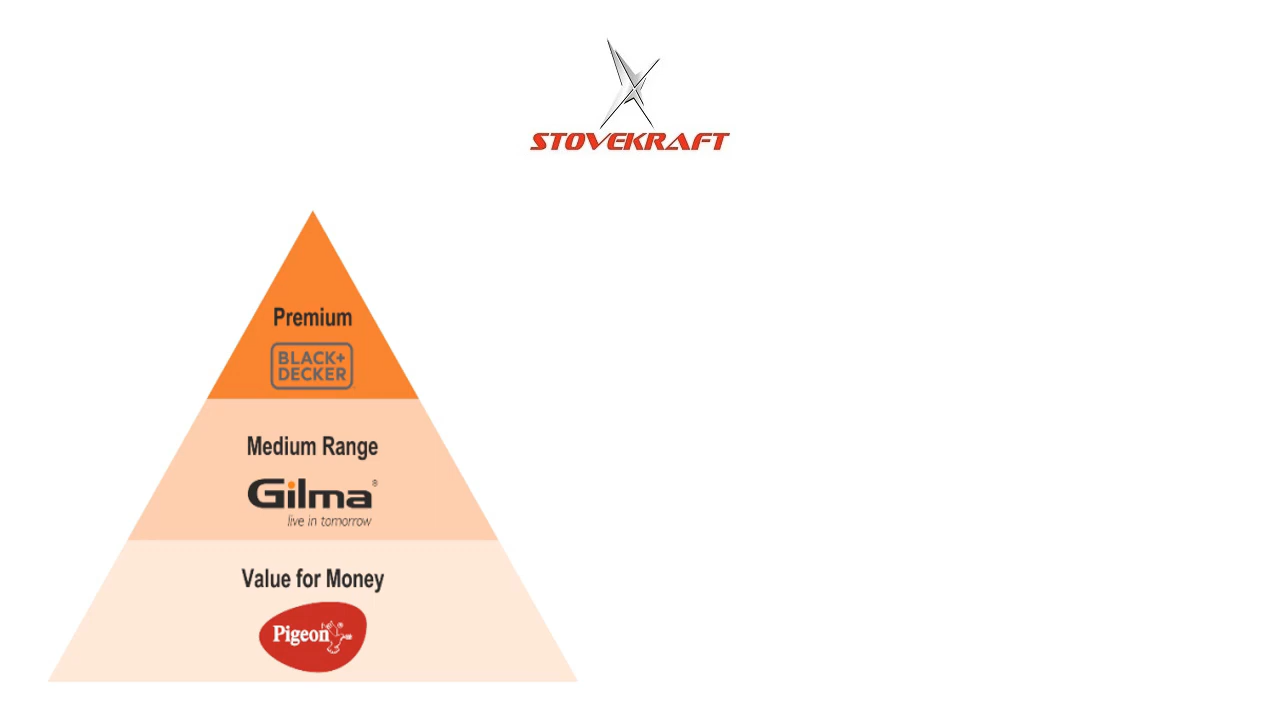 STOVEKRAFT
Premium
BLACK+
DECKER
Medium Range
Gilma®
live in tomorrow
Value for Money
Pigeon®